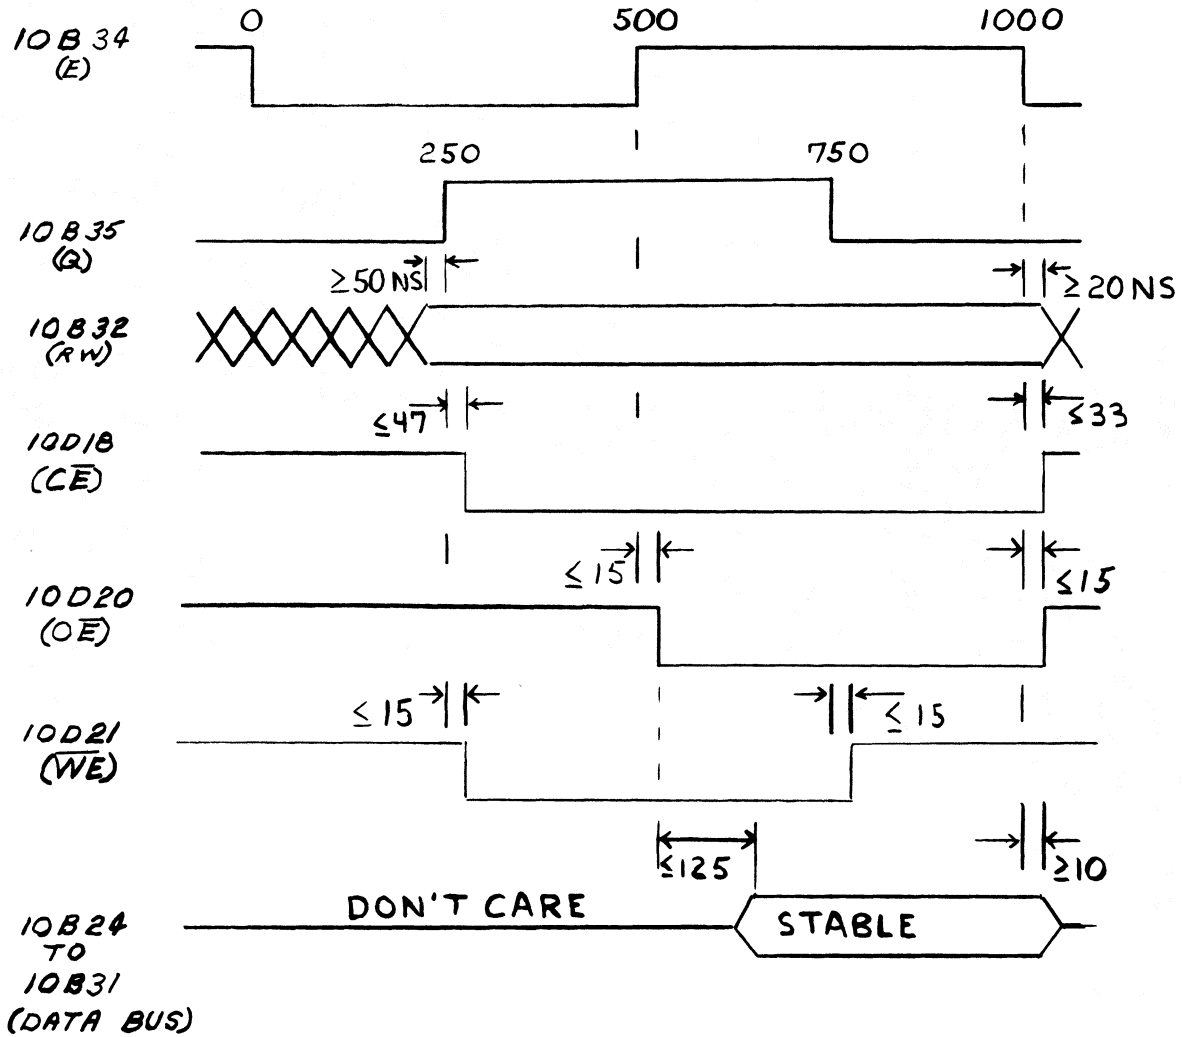 0 500 1000
10B34
(E)
250 750
10B35
(Q)
≥50 NS
≥20 NS
10B32
(RW)
≤47
≤33
10D18
(CE̅)
≤15
≤15
10D20
(OE̅)
≤15
≤15
10D21
(W̅E̅)
≤125
≥10
DON'T CARE
STABLE
10B24
TO
10B31
(DATA BUS)